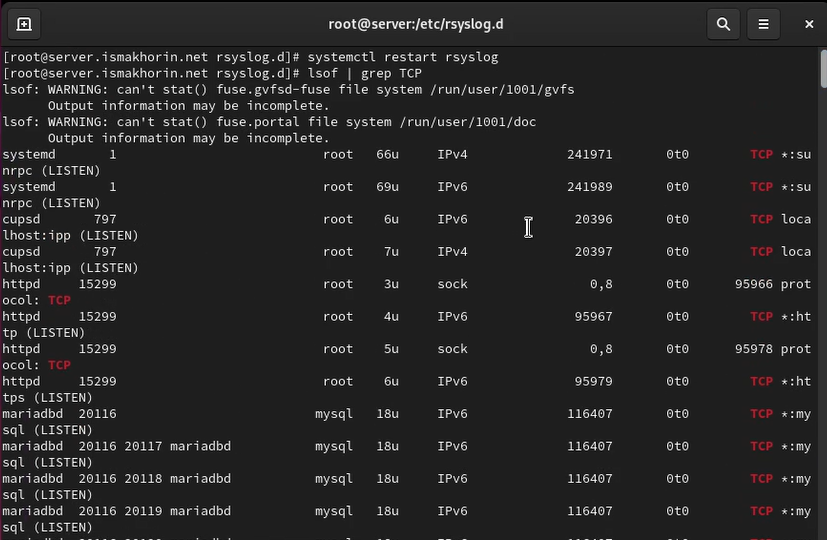 root@server:/etc/rsyslog.d
[root@server.ismakhorin.net rsyslog.d]# systemctl restart rsyslog
[root@server.ismakhorin.net rsyslog.d]# lsof | grep TCP
lsof: WARNING: can't stat() fuse.gvfsd-fuse file system /run/user/1001/gvfs
      Output information may be incomplete.
lsof: WARNING: can't stat() fuse.portal file system /run/user/1001/doc
      Output information may be incomplete.
systemd       1                           root   66u     IPv4             241971       0t0        TCP *:su
nrpc (LISTEN)
systemd       1                           root   69u     IPv6             241989       0t0        TCP *:su
nrpc (LISTEN)
cupsd       797                           root    6u     IPv6              20396       0t0        TCP loca
lhost:ipp (LISTEN)
cupsd       797                           root    7u     IPv4              20397       0t0        TCP loca
lhost:ipp (LISTEN)
httpd     15299                           root    3u     sock                0,8       0t0      95966 prot
ocol: TCP
httpd     15299                           root    4u     IPv6              95967       0t0        TCP *:ht
tp (LISTEN)
httpd     15299                           root    5u     sock                0,8       0t0      95978 prot
ocol: TCP
httpd     15299                           root    6u     IPv6              95979       0t0        TCP *:ht
tps (LISTEN)
mariadbd  20116                          mysql   18u     IPv6             116407       0t0        TCP *:my
sql (LISTEN)
mariadbd  20116 20117 mariadbd           mysql   18u     IPv6             116407       0t0        TCP *:my
sql (LISTEN)
mariadbd  20116 20118 mariadbd           mysql   18u     IPv6             116407       0t0        TCP *:my
sql (LISTEN)
mariadbd  20116 20119 mariadbd           mysql   18u     IPv6             116407       0t0        TCP *:my
sql (LISTEN)